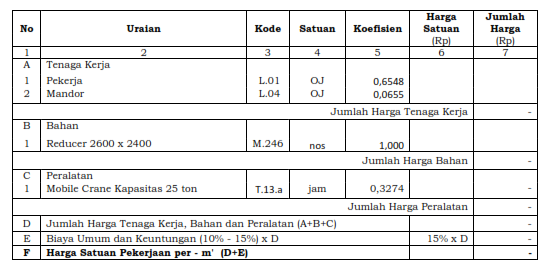 No Uraian Kode Satuan Koefisien Harga Satuan (Rp) Jumlah Harga (Rp)
1 2 3 4 5 6 7
A Tenaga Kerja
1 Pekerja L.01 OJ 0,6548
2 Mandor L.04 OJ 0,0655
Jumlah Harga Tenaga Kerja -
B Bahan
1 Reducer 2600 x 2400 M.246 nos 1,000
Jumlah Harga Bahan -
C Peralatan
1 Mobile Crane Kapasitas 25 ton T.13.a jam 0,3274 -
Jumlah Harga Peralatan -
D Jumlah Harga Tenaga Kerja, Bahan dan Peralatan (A+B+C) -
E Biaya Umum dan Keuntungan (10% - 15%) x D 15% x D -
F Harga Satuan Pekerjaan per - m' (D+E) -